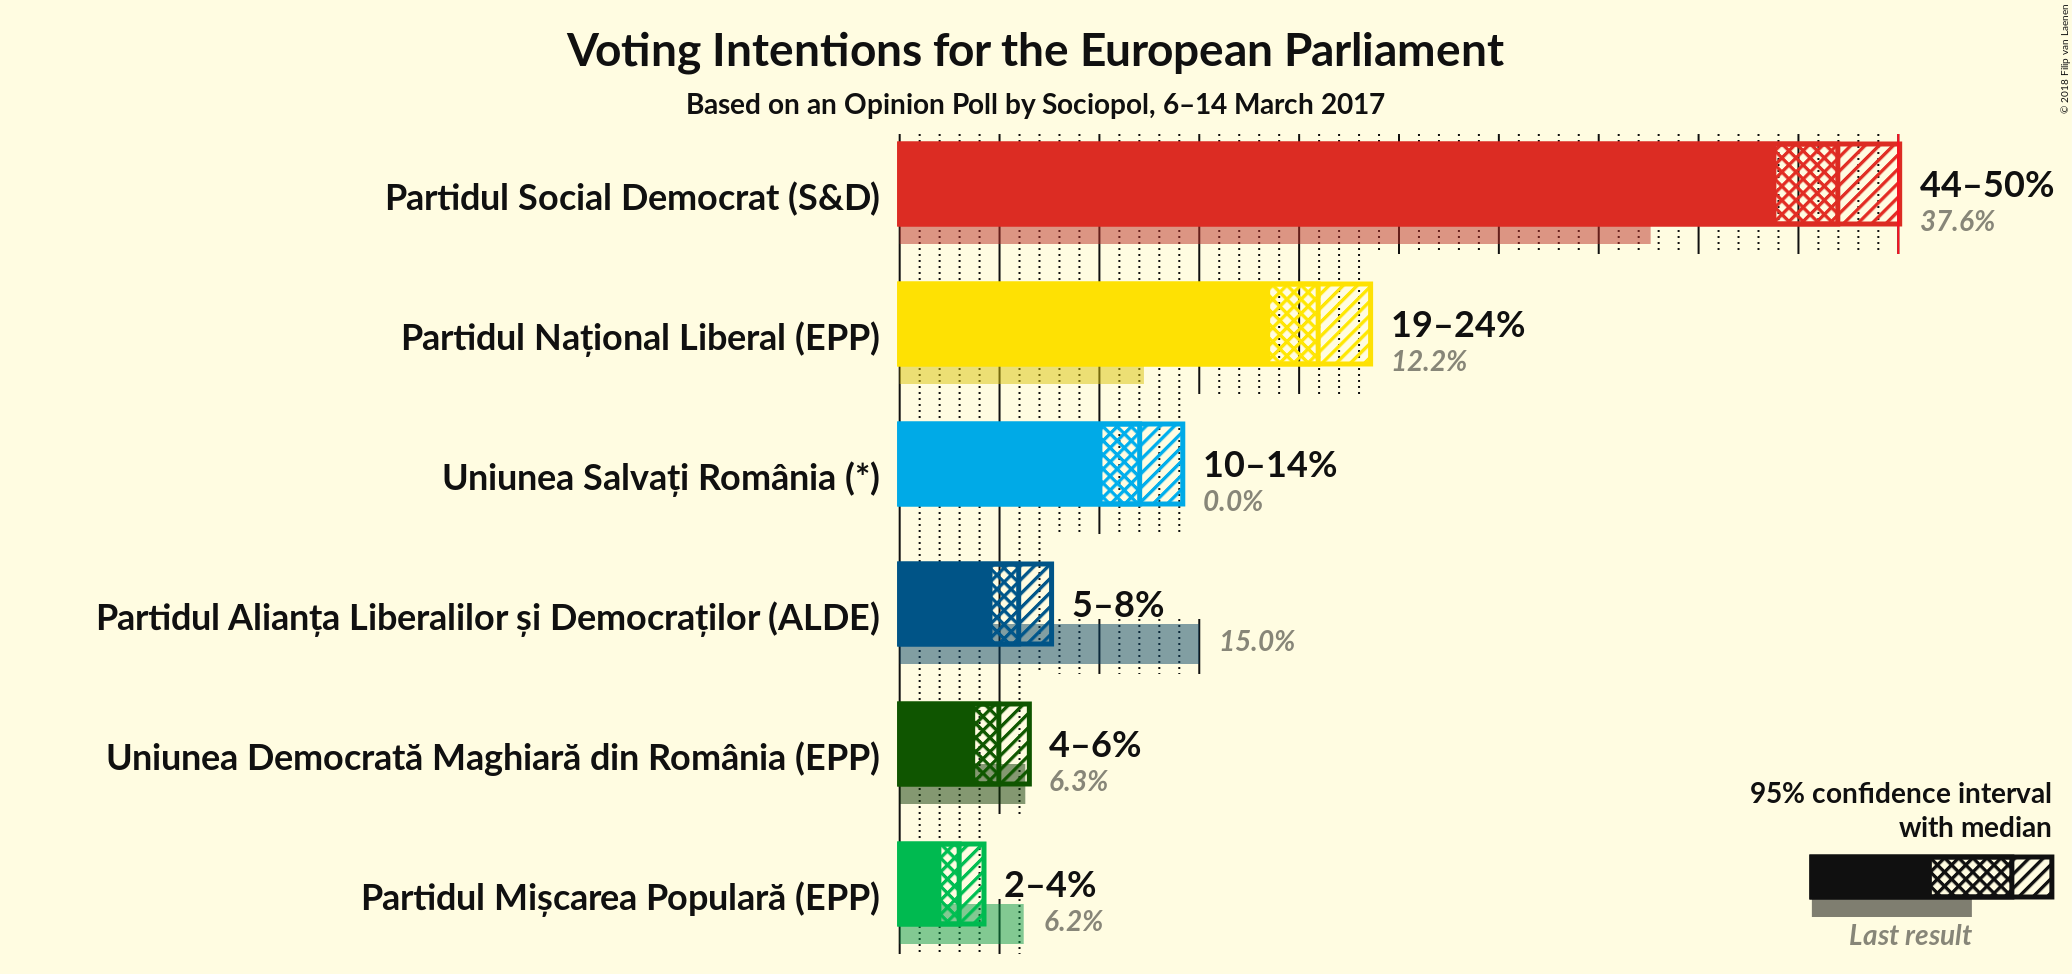 Voting Intentions for the European Parliament
Based on an Opinion Poll by Sociopol, 6–14 March 2017
© 2018 Filip van Laenen
Partidul Social Democrat (S&D)
44–50%
37.6%
Partidul Național Liberal (EPP)
19–24%
12.2%
Uniunea Salvați România (*)
10–14%
0.0%
Partidul Alianța Liberalilor și Democraților (ALDE)
5–8%
15.0%
Uniunea Democrată Maghiară din România (EPP)
4–6%
6.3%
Partidul Mișcarea Populară (EPP)
2–4%
6.2%
95% confidence interval
with median
Last result